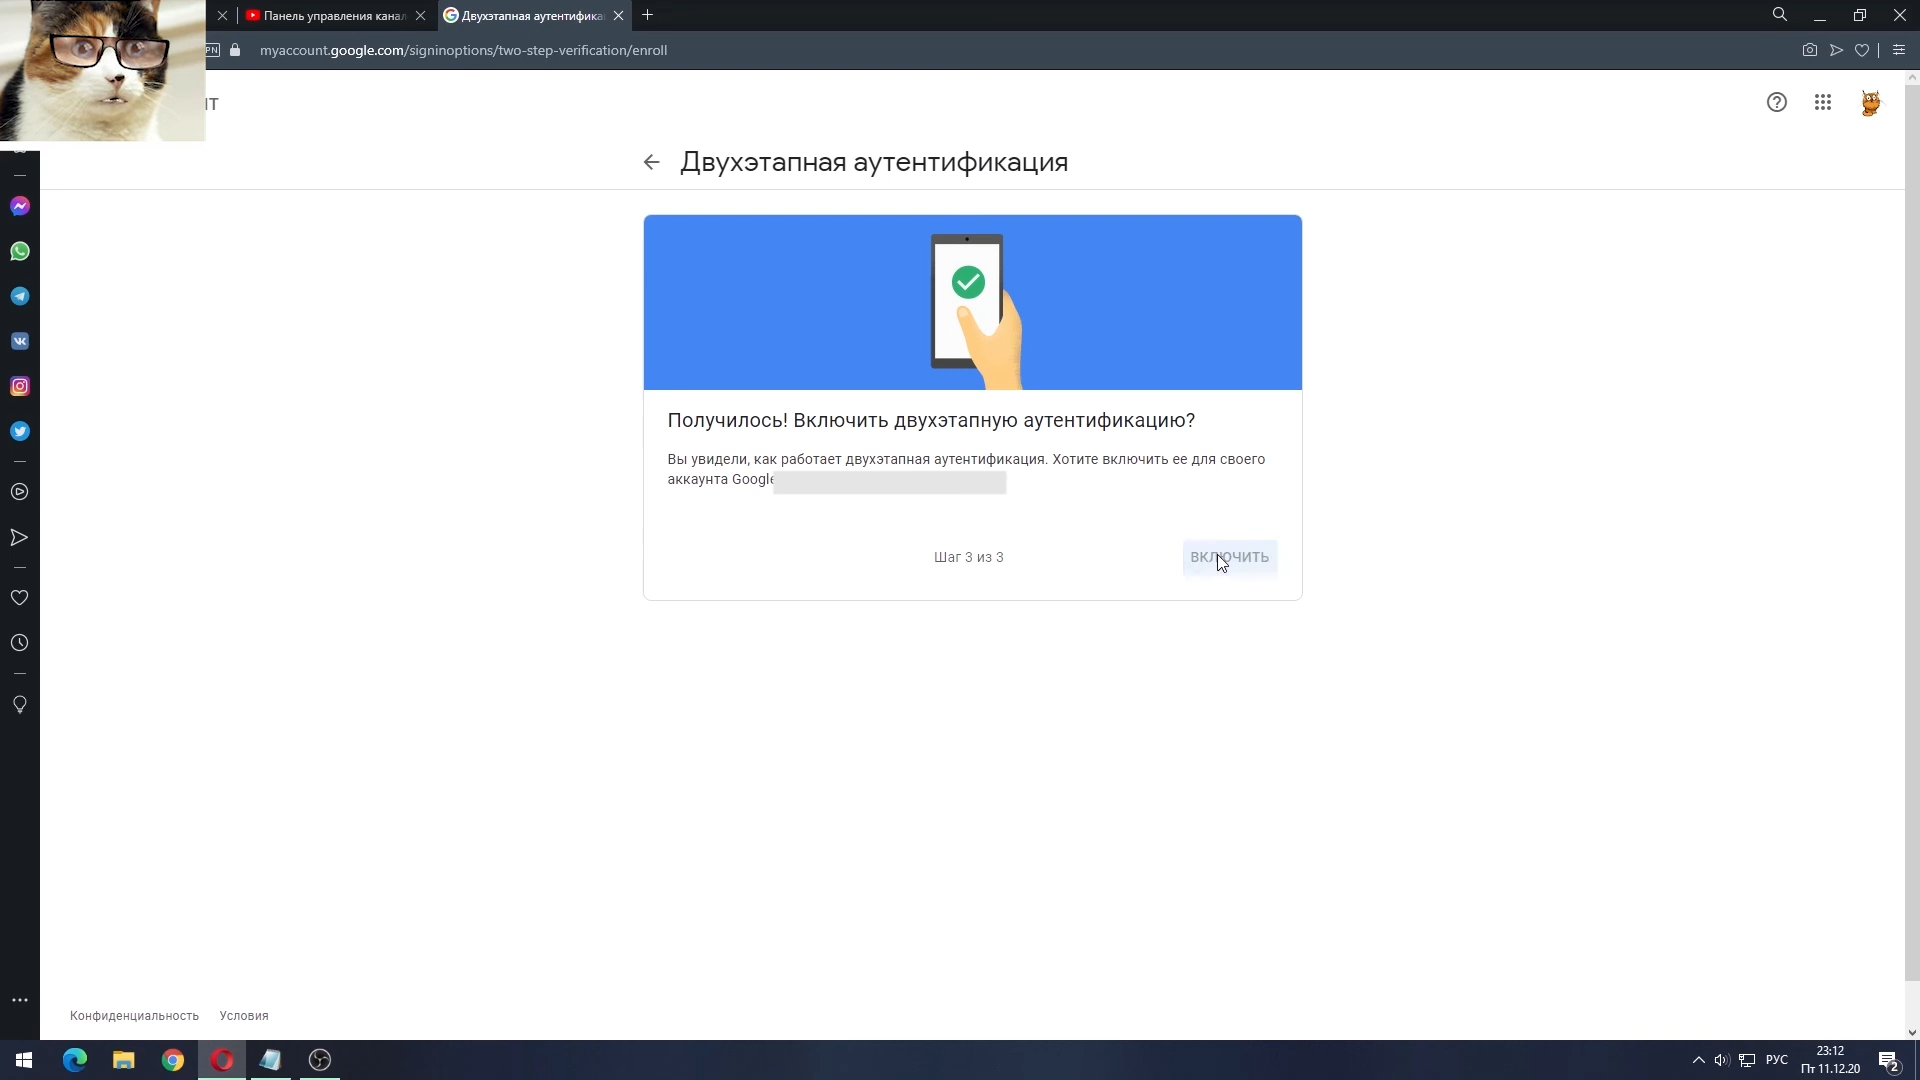 Панель управления канал
Двухэтапная аутентифика
PN
myaccount.google.com/signinoptions/two-step-verification/enroll
Двухэтапная аутентификация
Получилось! Включить двухэтапную аутентификацию?
Вы увидели, как работает двухэтапная аутентификация. Хотите включить ее для своего
аккаунта Google
Шаг 3 из 3
ВКЛЮЧИТЬ
Конфиденциальность Условия
РУС
23:12
Пт 11.12.20
2